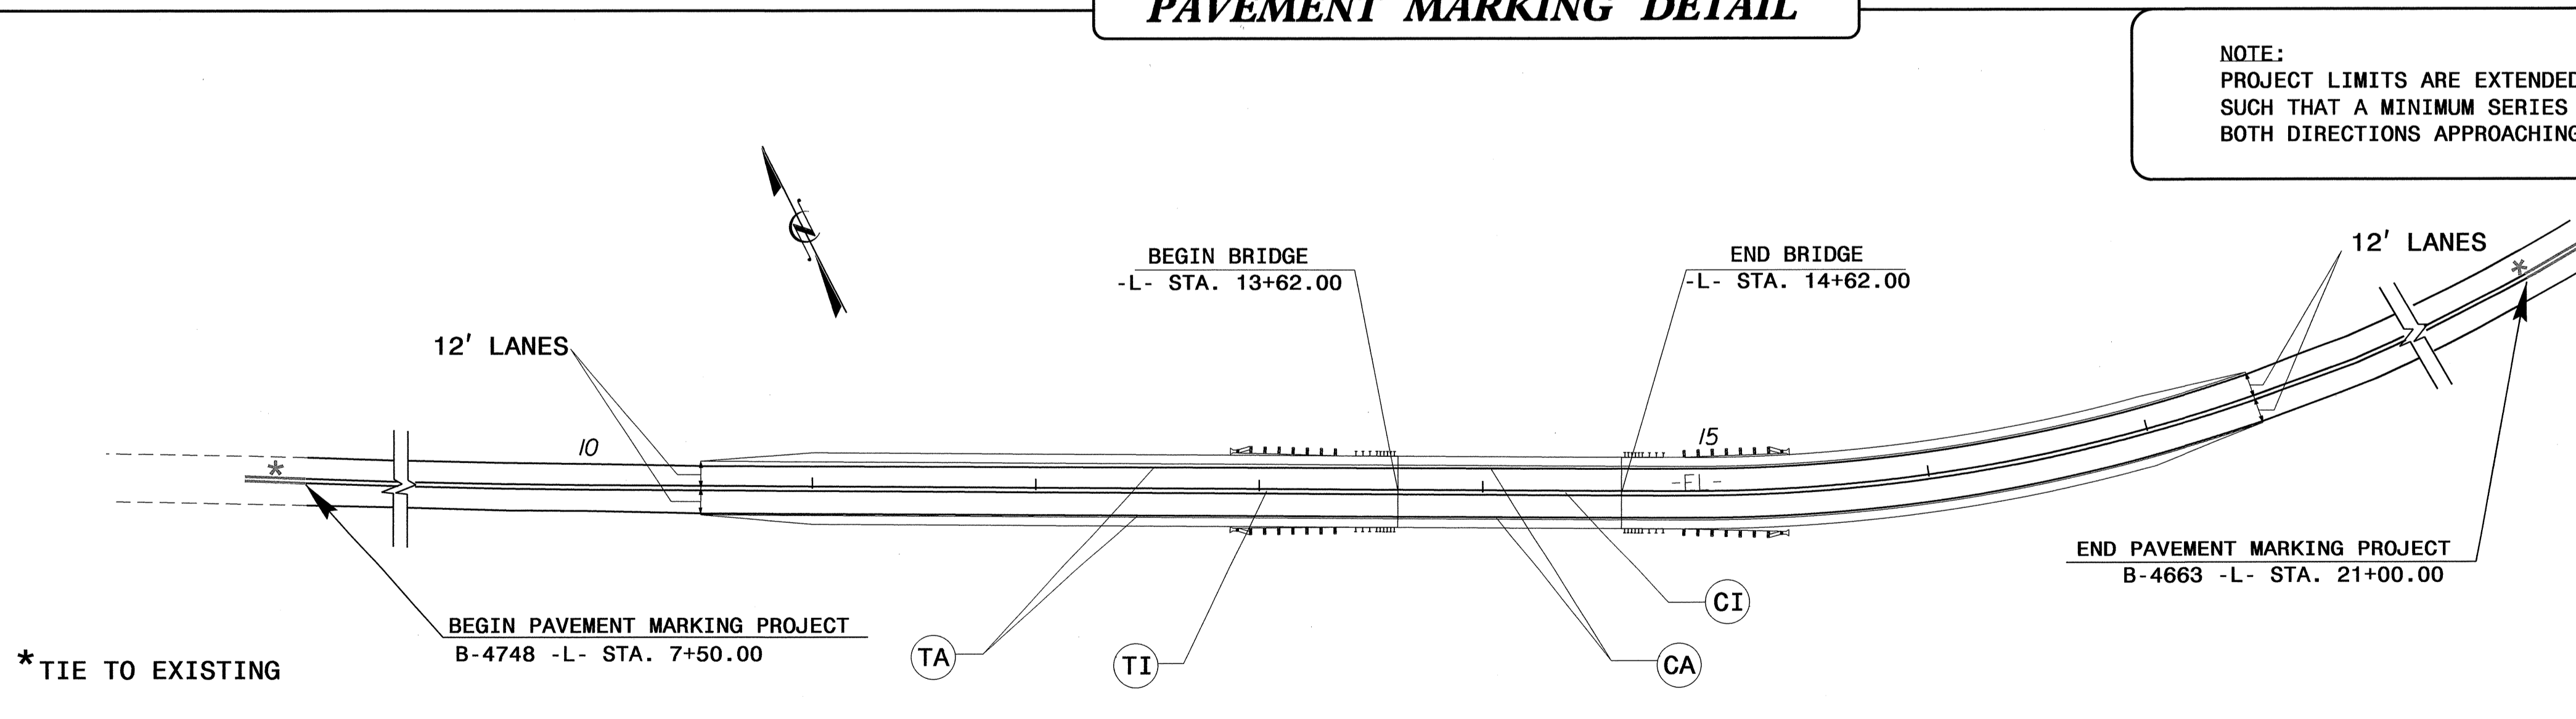 PAVEMENT MARKING DETAIL
NOTE:
PROJECT LIMITS ARE EXTENDED
SUCH THAT A MINIMUM SERIES
BOTH DIRECTIONS APPROACHING
12' LANES
BEGIN BRIDGE
-L- STA. 13+62.00
END BRIDGE
-L- STA. 14+62.00
12' LANES
*
N
10
15
*
-EL-
END PAVEMENT MARKING PROJECT
B-4663 -L- STA. 21+00.00
CI
BEGIN PAVEMENT MARKING PROJECT
B-4748 -L- STA. 7+50.00
TA
TI
CA
*TIE TO EXISTING